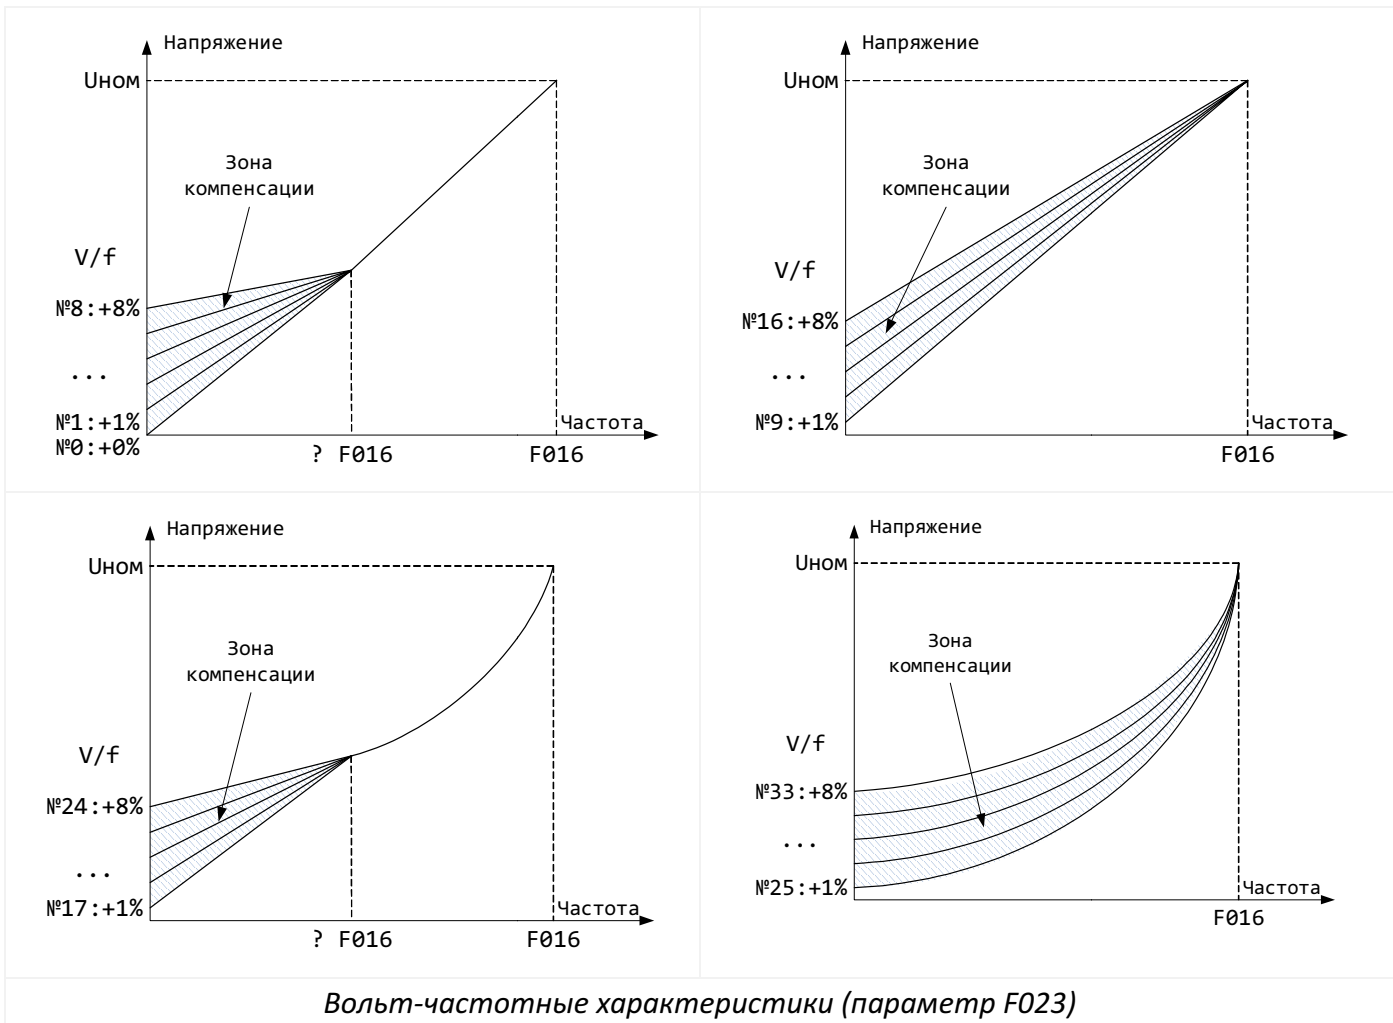 Напряжение
Uном
Зона
компенсации
V/f
№8:+8%
...
№1:+1%
№0:+0%
Частота
? F016
F016
Напряжение
Uном
Зона
компенсации
V/f
№16:+8%
...
№9:+1%
Частота
F016
Напряжение
Uном
Зона
компенсации
V/f
№24:+8%
...
№17:+1%
Частота
? F016
F016
Напряжение
Uном
Зона
компенсации
V/f
№33:+8%
...
№25:+1%
Частота
F016
Вольт-частотные характеристики (параметр F023)